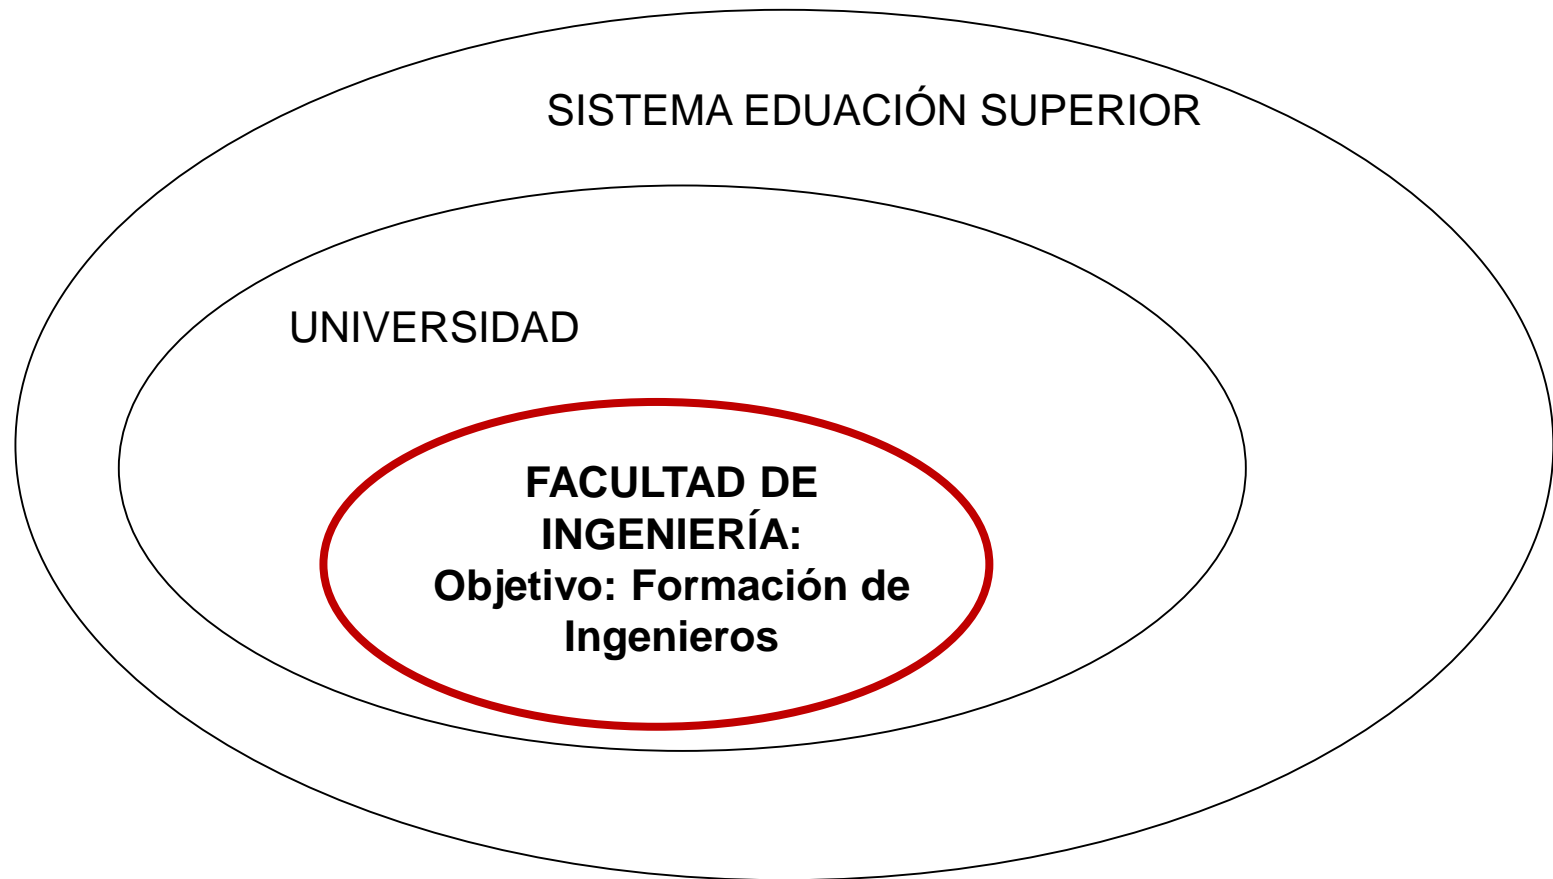 SISTEMA EDUACIÓN SUPERIOR
UNIVERSIDAD
FACULTAD DE
INGENIERÍA:
Objetivo: Formación de
Ingenieros